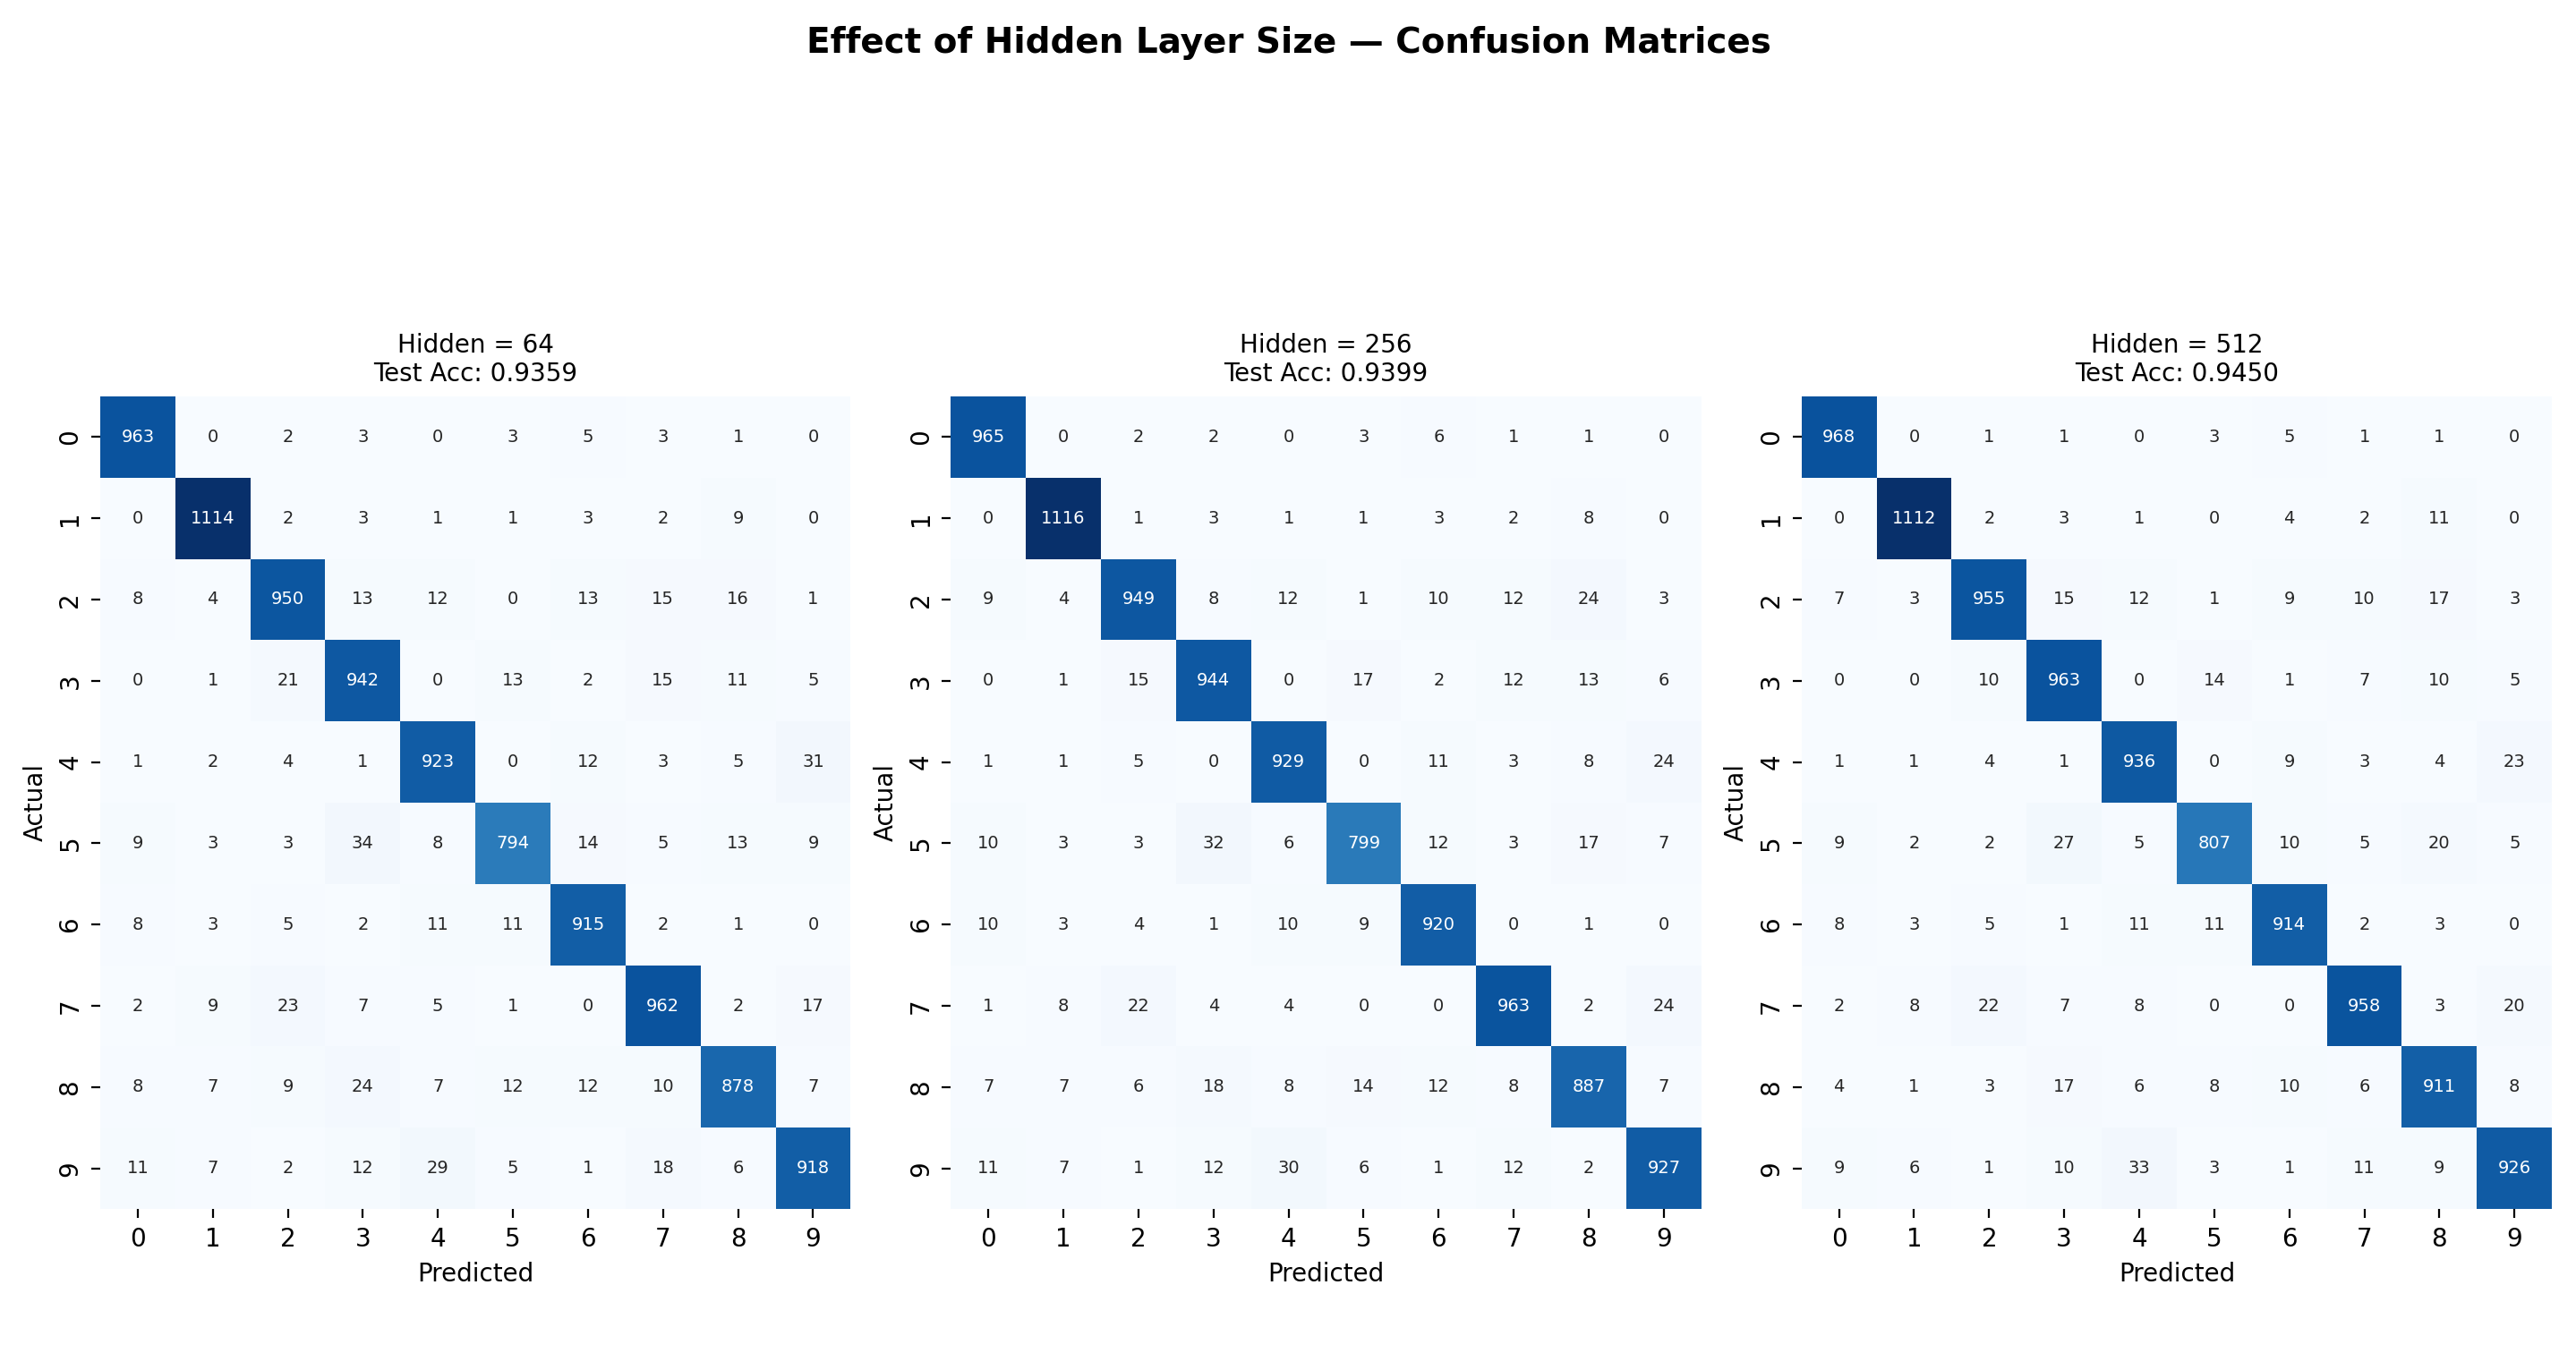 Effect of Hidden Layer Size — Confusion Matrices
Hidden = 64
Test Acc: 0.9359
Actual
0 963 0 2 3 0 3 5 3 1 0
1 0 1114 2 3 1 1 3 2 9 0
2 8 4 950 13 12 0 13 15 16 1
3 0 1 21 942 0 13 2 15 11 5
4 1 2 4 1 923 0 12 3 5 31
5 9 3 3 34 8 794 14 5 13 9
6 8 3 5 2 11 11 915 2 1 0
7 2 9 23 7 5 1 0 962 2 17
8 8 7 9 24 7 12 12 10 878 7
9 11 7 2 12 29 5 1 18 6 918
0 1 2 3 4 5 6 7 8 9
Predicted
Hidden = 256
Test Acc: 0.9399
Actual
0 965 0 2 2 0 3 6 1 1 0
1 0 1116 1 3 1 1 3 2 8 0
2 9 4 949 8 12 1 10 12 24 3
3 0 1 15 944 0 17 2 12 13 6
4 1 1 5 0 929 0 11 3 8 24
5 10 3 3 32 6 799 12 3 17 7
6 10 3 4 1 10 9 920 0 1 0
7 1 8 22 4 4 0 0 963 2 24
8 7 7 6 18 8 14 12 8 887 7
9 11 7 1 12 30 6 1 12 2 927
0 1 2 3 4 5 6 7 8 9
Predicted
Hidden = 512
Test Acc: 0.9450
Actual
0 968 0 1 1 0 3 5 1 1 0
1 0 1112 2 3 1 0 4 2 11 0
2 7 3 955 15 12 1 9 10 17 3
3 0 0 10 963 0 14 1 7 10 5
4 1 1 4 1 936 0 9 3 4 23
5 9 2 2 27 5 807 10 5 20 5
6 8 3 5 1 11 11 914 2 3 0
7 2 8 22 7 8 0 0 958 3 20
8 4 1 3 17 6 8 10 6 911 8
9 9 6 1 10 33 3 1 11 9 926
0 1 2 3 4 5 6 7 8 9
Predicted